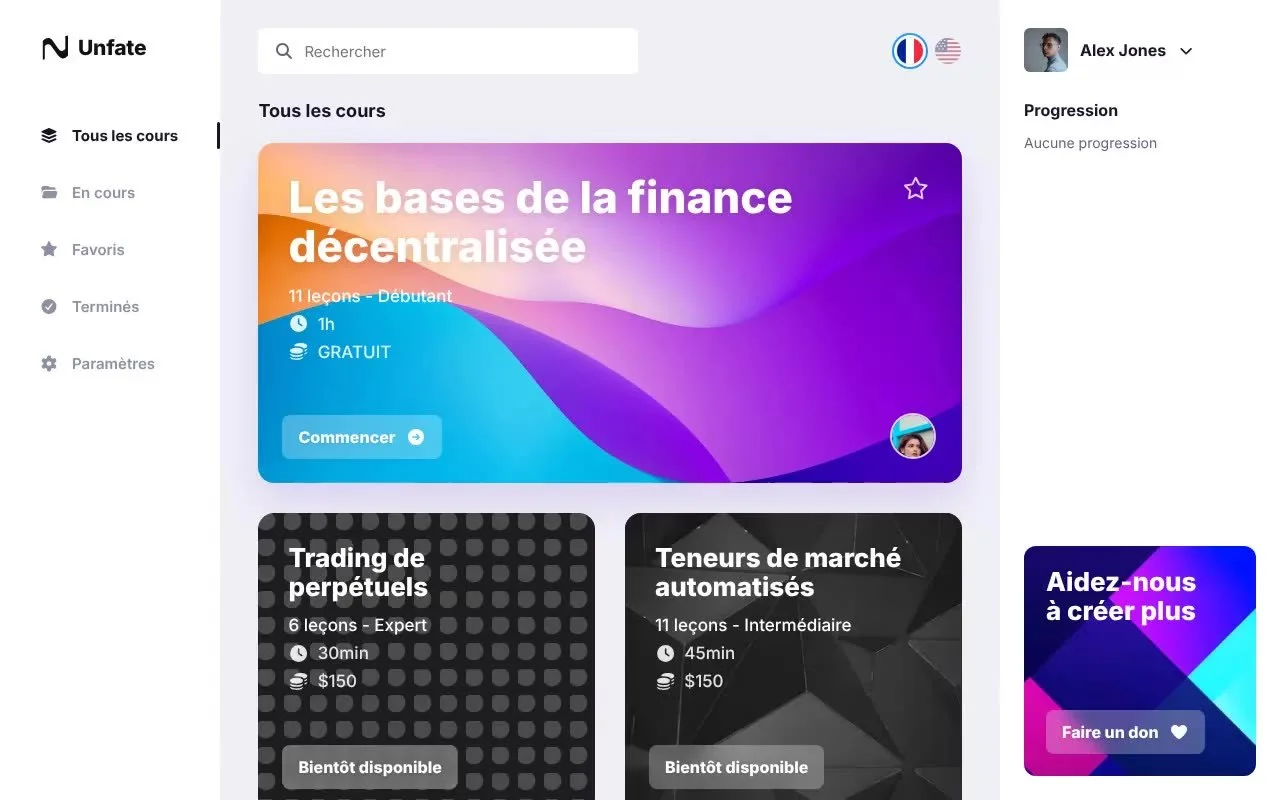 Unfate
Tous les cours
En cours
Favoris
Terminés
Paramètres
Rechercher
Tous les cours
Les bases de la finance
décentralisée
11 leçons - Débutant
1h
GRATUIT
Commencer
Trading de
perpétuels
6 leçons - Expert
30min
$150
Bientôt disponible
Teneurs de marché
automatisés
11 leçons - Intermédiaire
45min
$150
Bientôt disponible
Alex Jones
Progression
Aucune progression
Aidez-nous
à créer plus
Faire un don